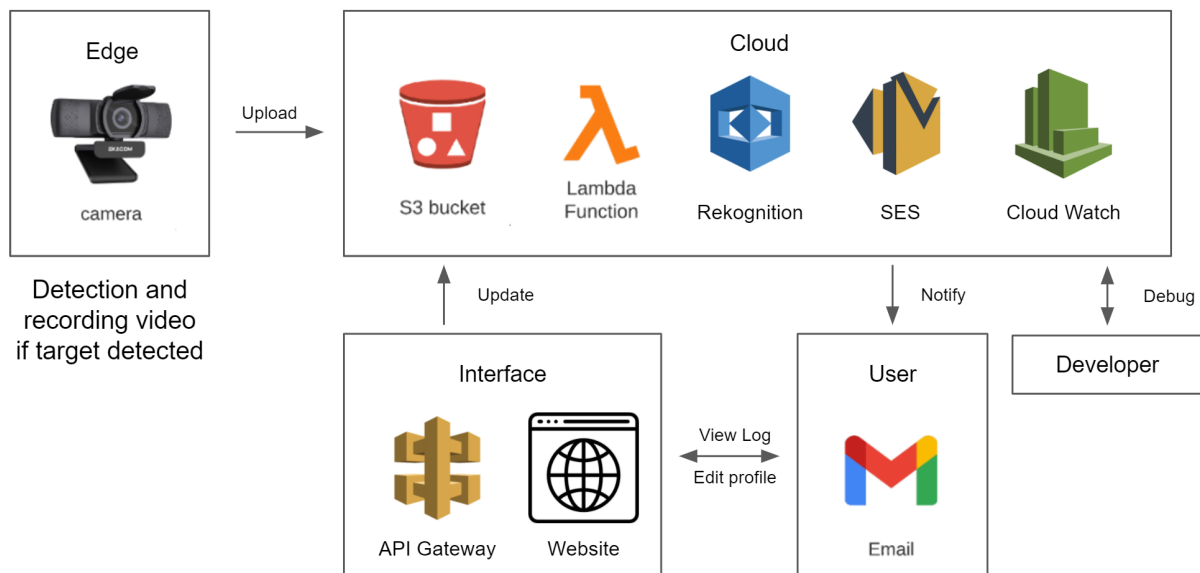 Edge
camera
Detection and
recording video
if target detected
Upload
Cloud
S3 bucket
Lambda
Function
Rekognition
SES
Cloud Watch
Update
Notify
Debug
Interface
API Gateway
Website
View Log
Edit profile
User
Email
Developer